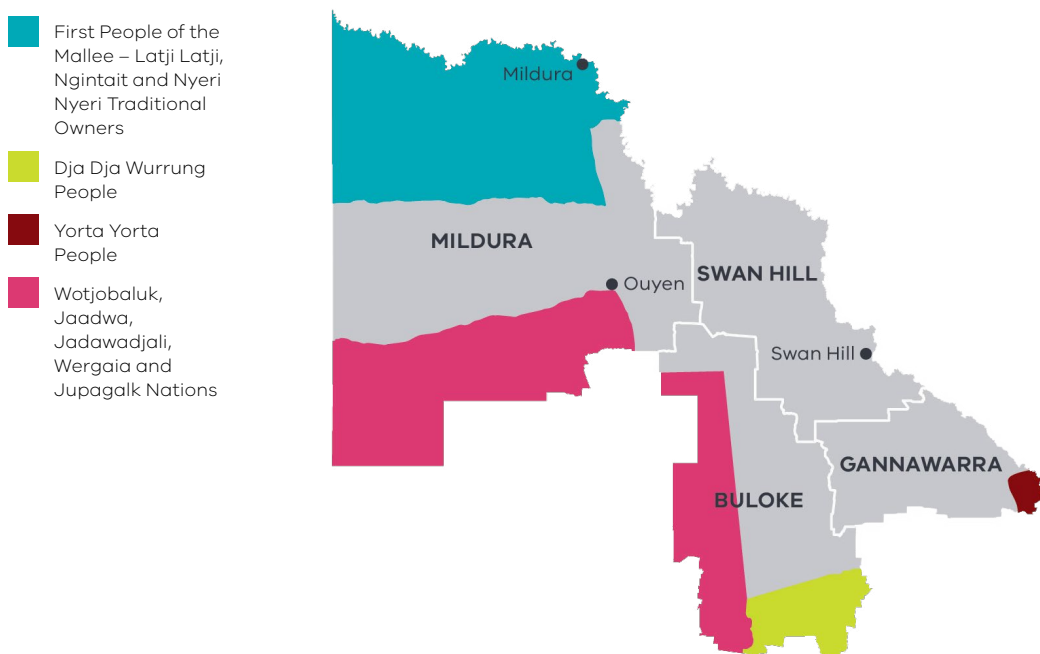 First People of the
Mallee – Latji Latji,
Ngintait and Nyeri
Nyeri Traditional
Owners
Dja Dja Wurrung
People
Yorta Yorta
People
Wotjobaluk,
Jaadwa,
Jadawadjali,
Wergaia and
Jupagalk Nations
Mildura
MILDURA
SWAN HILL
Ouyen
Swan Hill
GANNAWARRA
BULOKE